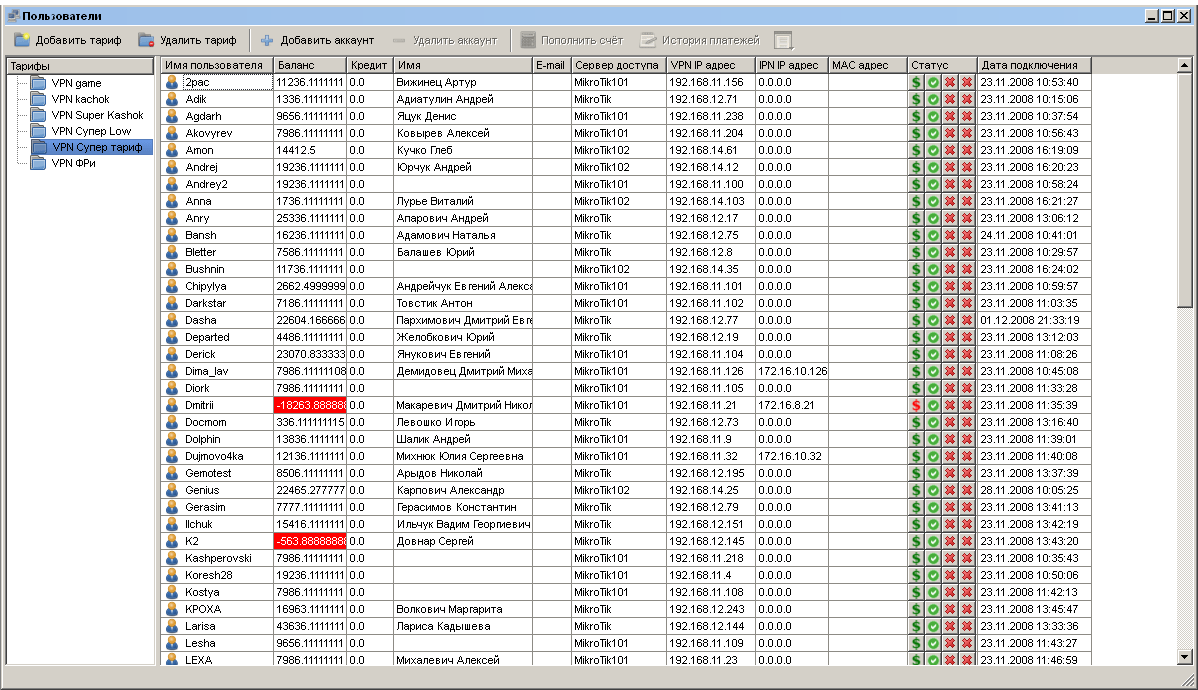 Пользователи
Добавить тариф Удалить тариф Добавить аккаунт Удалить аккаунт Пополнить счёт История платежей
Тарифы
VPN game
VPN kachok
VPN Super Kashok
VPN Супер Low
VPN Супер тариф
VPN ФРи
Имя пользователя Баланс Кредит Имя E-mail Сервер доступа VPN IP адрес IPN IP адрес MAC адрес Статус Дата подключения
2pac 11236.1111111 0.0 Вижинец Артур MikroTik101 192.168.11.156 0.0.0.0 23.11.2008 10:53:40
Adik 1336.11111111 0.0 Адиатулин Андрей MikroTik 192.168.12.71 0.0.0.0 23.11.2008 10:15:06
Agdarh 9656.11111111 0.0 Яцук Денис MikroTik101 192.168.11.238 0.0.0.0 23.11.2008 10:37:54
Akovyrev 7986.11111111 0.0 Ковырев Алексей MikroTik101 192.168.11.204 0.0.0.0 23.11.2008 10:56:43
Amon 14412.5 0.0 Кучко Глеб MikroTik102 192.168.14.61 0.0.0.0 23.11.2008 16:19:09
Andrej 19236.1111111 0.0 Юрчук Андрей MikroTik102 192.168.14.12 0.0.0.0 23.11.2008 16:20:23
Andrey2 19236.1111111 0.0 MikroTik101 192.168.11.100 0.0.0.0 23.11.2008 10:58:24
Anna 1736.11111111 0.0 Лурье Виталий MikroTik102 192.168.14.103 0.0.0.0 23.11.2008 16:21:27
Anry 25336.1111111 0.0 Апарович Андрей MikroTik 192.168.12.17 0.0.0.0 23.11.2008 13:06:12
Bansh 16236.1111111 0.0 Адамович Наталья MikroTik 192.168.12.75 0.0.0.0 24.11.2008 10:41:01
Bletter 7586.11111111 0.0 Балашев Юрий MikroTik 192.168.12.8 0.0.0.0 23.11.2008 10:29:57
Bushnin 11736.1111111 0.0 MikroTik102 192.168.14.35 0.0.0.0 23.11.2008 16:24:02
Chipylya 2662.4999999 0.0 Андрейчук Евгений Алекса MikroTik101 192.168.11.101 0.0.0.0 23.11.2008 10:59:57
Darkstar 7186.11111111 0.0 Товстик Антон MikroTik101 192.168.11.102 0.0.0.0 23.11.2008 11:03:35
Dasha 22604.166666 0.0 Пархимович Дмитрий Евге MikroTik 192.168.12.77 0.0.0.0 01.12.2008 21:33:19
Departed 4486.11111111 0.0 Желобкович Юрий MikroTik 192.168.12.19 0.0.0.0 23.11.2008 13:12:03
Derick 23070.833333 0.0 Янукович Евгений MikroTik101 192.168.11.104 0.0.0.0 23.11.2008 11:08:26
Dima_lav 7986.11111108 0.0 Демидовец Дмитрий Миха MikroTik101 192.168.11.126 172.16.10.126 23.11.2008 10:45:08
Diork 7986.11111111 0.0 MikroTik101 192.168.11.105 0.0.0.0 23.11.2008 11:33:28
Dmitrii -18263.888888 0.0 Макаревич Дмитрий Никол MikroTik101 192.168.11.21 172.16.8.21 23.11.2008 11:35:39
Docmom 336.111111115 0.0 Левошко Игорь MikroTik 192.168.12.73 0.0.0.0 23.11.2008 13:16:40
Dolphin 13836.1111111 0.0 Шалик Андрей MikroTik101 192.168.11.9 0.0.0.0 23.11.2008 11:39:01
Dujmovo4ka 12136.1111111 0.0 Михнюк Юлия Сергеевна MikroTik101 192.168.11.32 172.16.10.32 23.11.2008 11:40:08
Gemotest 8506.11111111 0.0 Арыдов Николай MikroTik 192.168.12.195 0.0.0.0 23.11.2008 13:37:39
Genius 22465.277777 0.0 Карпович Александр MikroTik102 192.168.14.25 0.0.0.0 28.11.2008 10:05:25
Gerasim 7777.11111111 0.0 Герасимов Константин MikroTik 192.168.12.79 0.0.0.0 23.11.2008 13:41:13
Ilchuk 15416.1111111 0.0 Ильчук Вадим Георгиевич MikroTik 192.168.12.151 0.0.0.0 23.11.2008 13:42:19
K2 -563.88888888 0.0 Довнар Сергей MikroTik 192.168.12.145 0.0.0.0 23.11.2008 13:43:20
Kashperovski 7986.11111111 0.0 MikroTik101 192.168.11.218 0.0.0.0 23.11.2008 10:35:43
Koresh28 19236.1111111 0.0 MikroTik101 192.168.11.4 0.0.0.0 23.11.2008 10:50:06
Kostya 7986.11111111 0.0 MikroTik101 192.168.11.108 0.0.0.0 23.11.2008 11:42:13
KPOXA 16963.1111111 0.0 Волкович Маргарита MikroTik 192.168.12.243 0.0.0.0 23.11.2008 13:45:47
Larisa 43636.1111111 0.0 Лариса Кадышева MikroTik 192.168.12.144 0.0.0.0 23.11.2008 13:33:36
Lesha 9656.11111111 0.0 MikroTik101 192.168.11.109 0.0.0.0 23.11.2008 11:43:27
LEXA 7986.11111111 0.0 Михалевич Алексей MikroTik101 192.168.11.23 0.0.0.0 23.11.2008 11:46:59